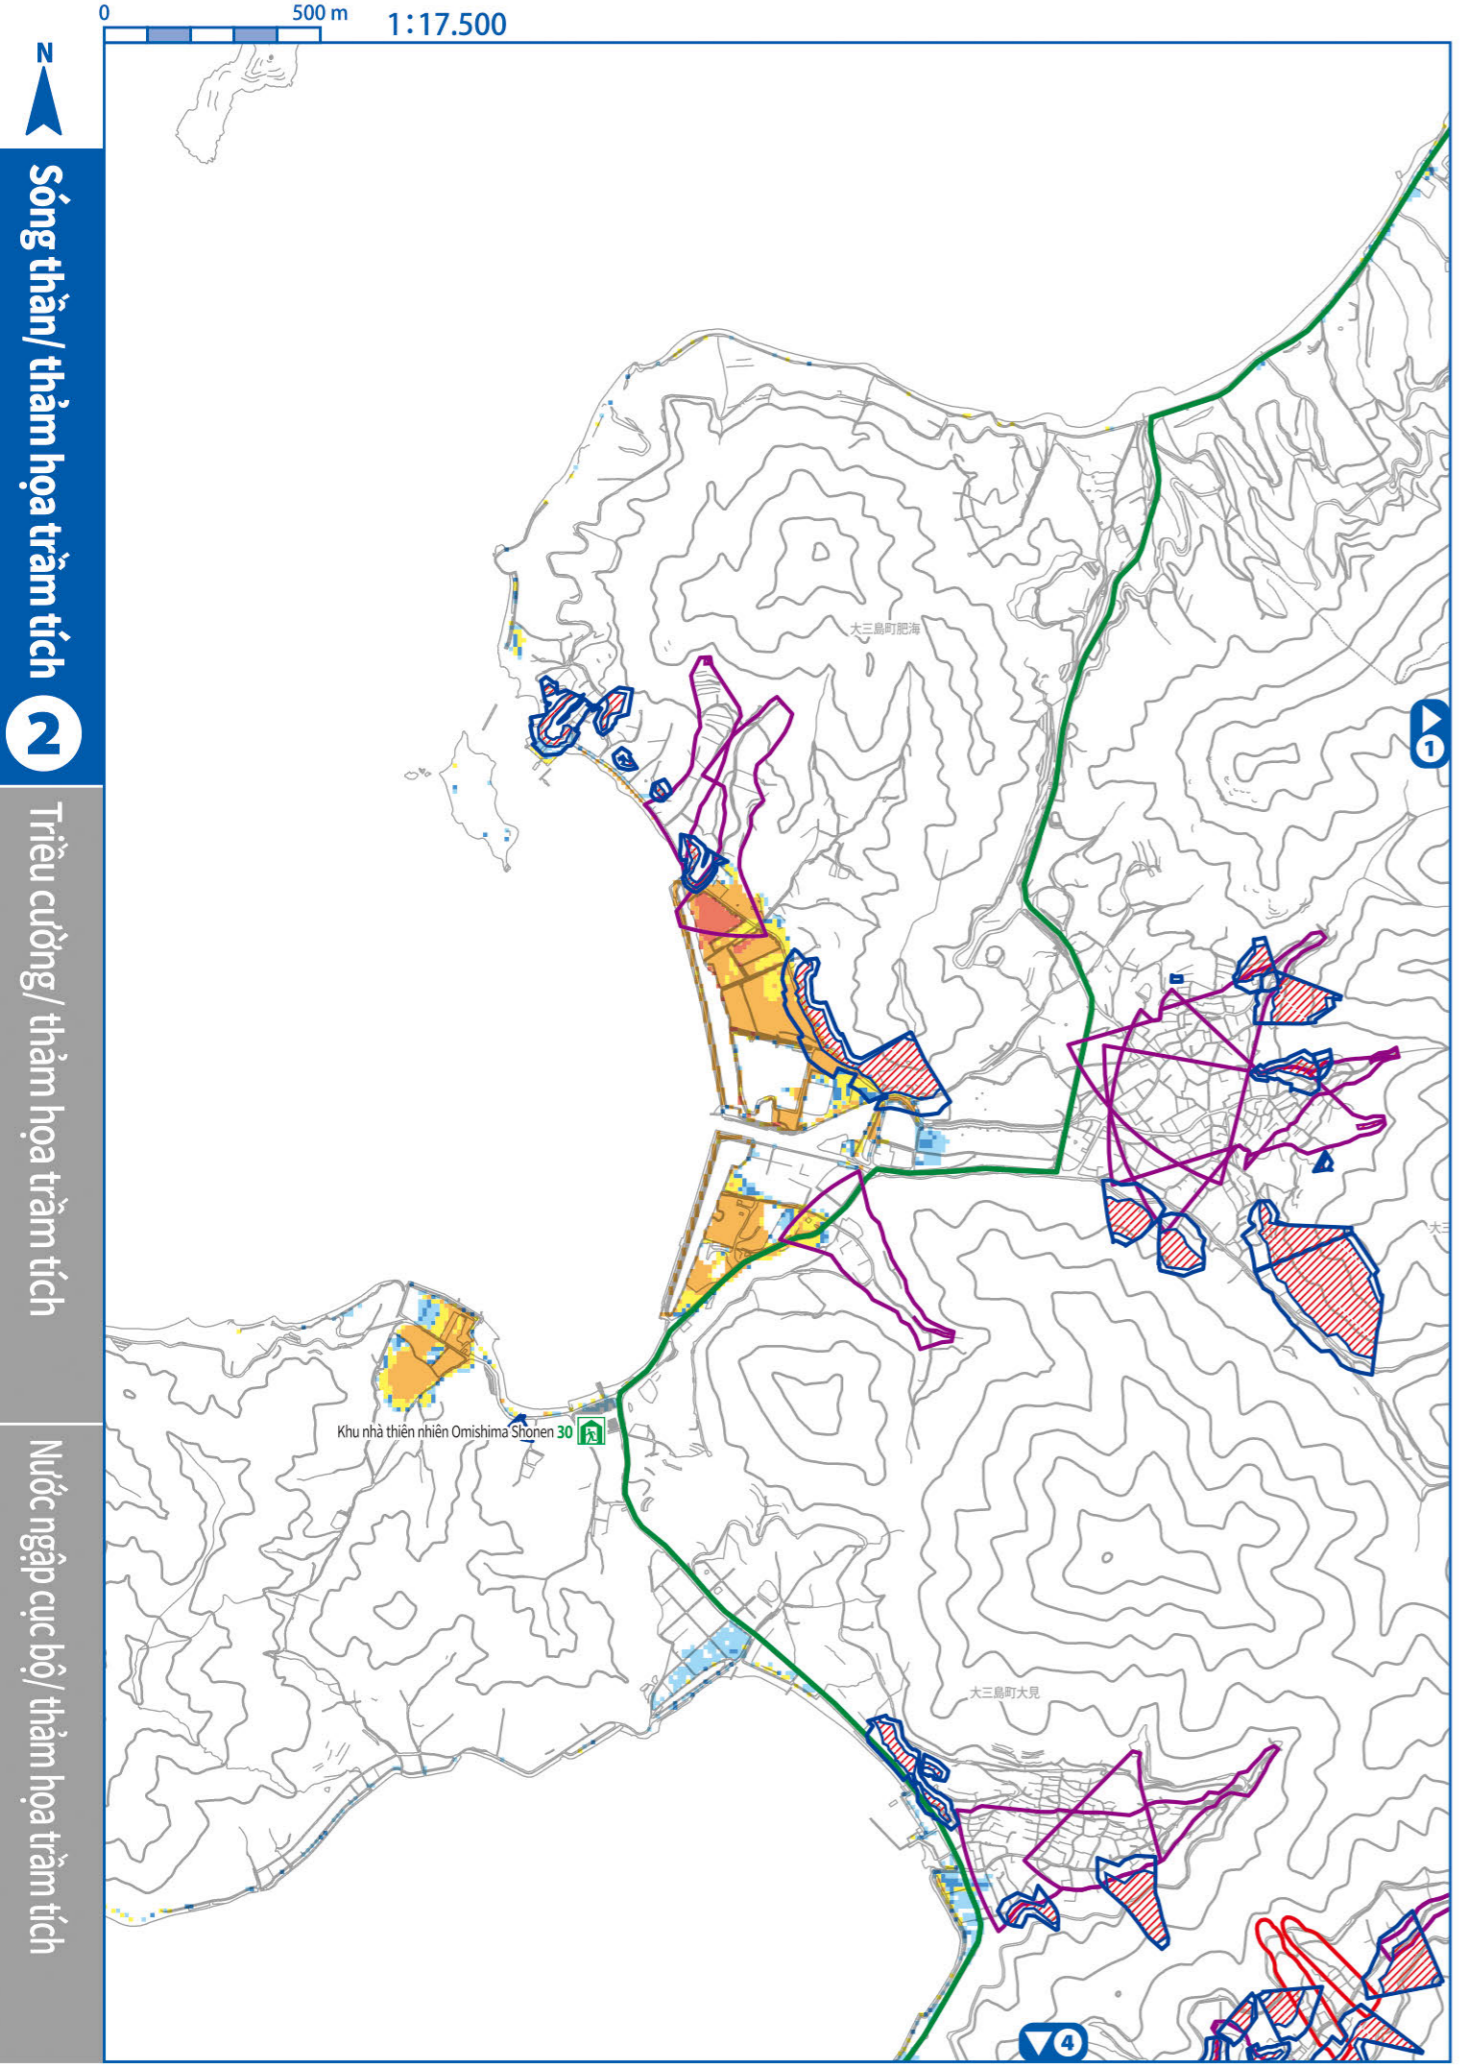 0
500 m
1:17.500
N
Sóng thần/ thảm họa trầm tích
2
Triều cường/ thảm họa trầm tích
Nước ngập cục bộ/ thảm họa trầm tích
大三島町肥海
1
大三
Khu nhà thiên nhiên Omishima Shonen 30
大三島町大見
4